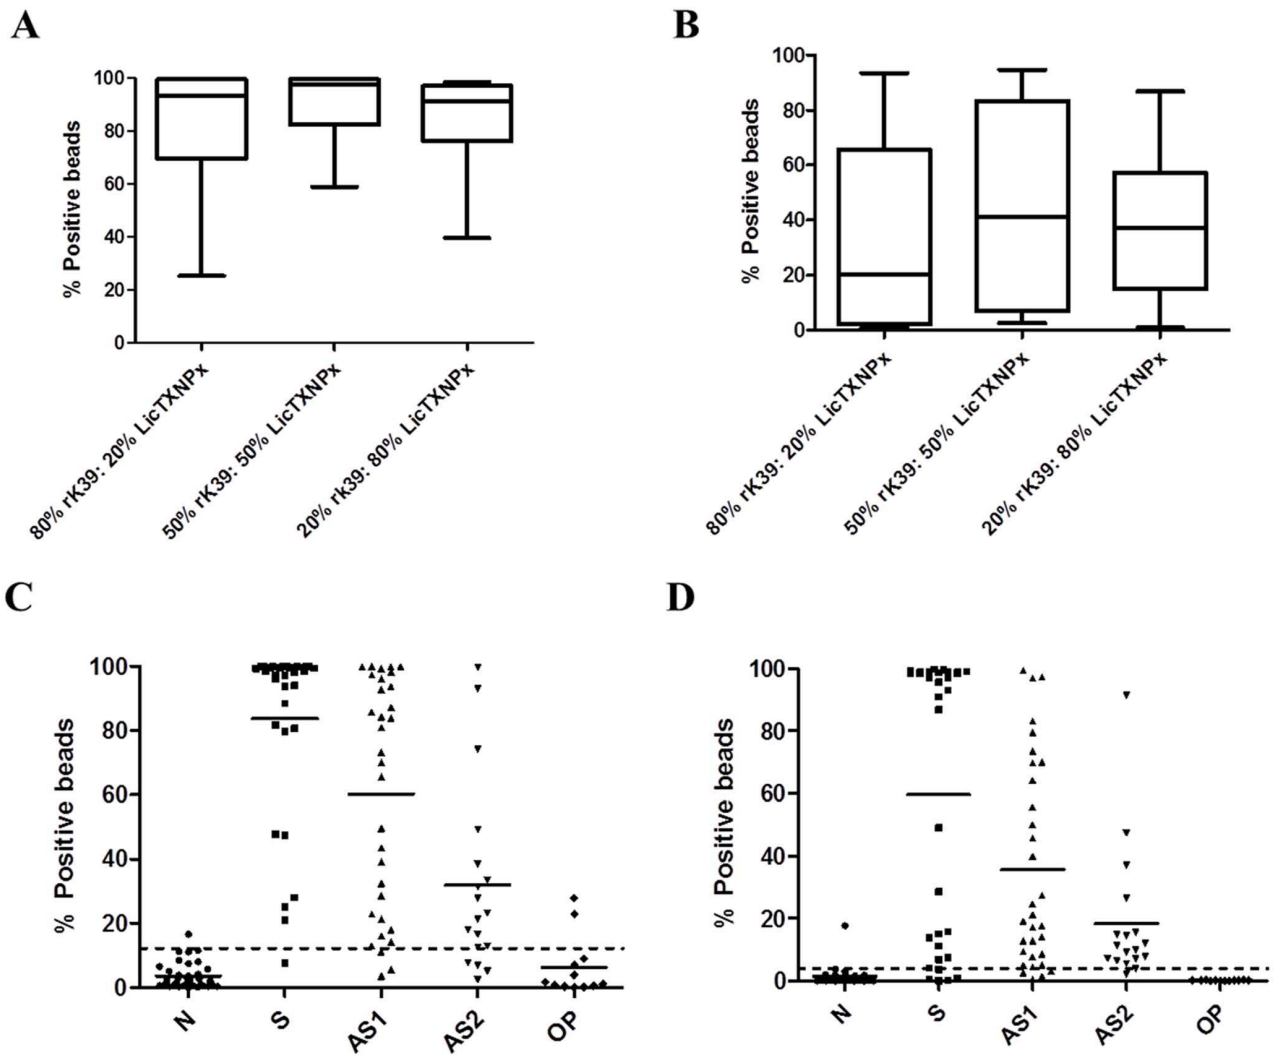 A
% Positive beads
100
80
60
40
20
0
80% rK39: 20% LicTXNPx
50% rK39: 50% LicTXNPx
20% rk39: 80% LicTXNPx
B
% Positive beads
100
80
60
40
20
0
80% rK39: 20% LicTXNPx
50% rK39: 50% LicTXNPx
20% rK39: 80% LicTXNPx
C
% Positive beads
100
80
60
40
20
0
N
S
AS1
AS2
OP
D
% Positive beads
100
80
60
40
20
0
N
S
AS1
AS2
OP